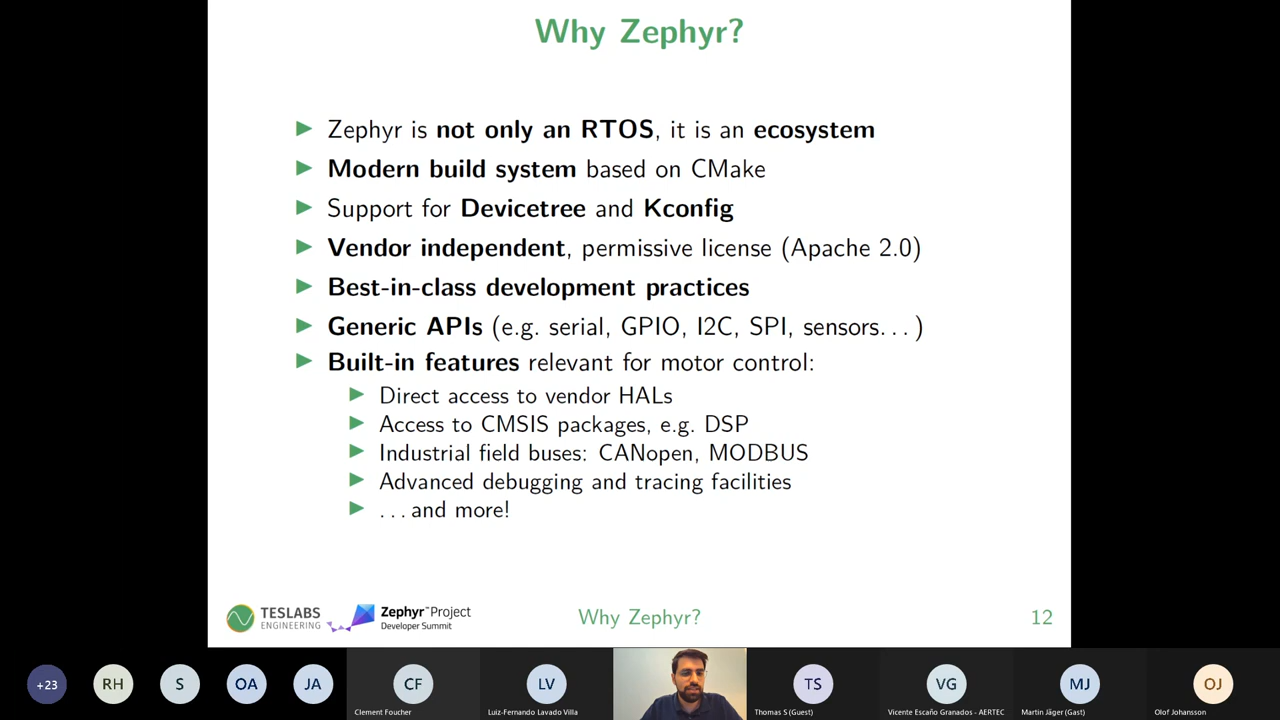 Why Zephyr?
Zephyr is not only an RTOS, it is an ecosystem
Modern build system based on CMake
Support for Devicetree and Kconfig
Vendor independent, permissive license (Apache 2.0)
Best-in-class development practices
Generic APIs (e.g. serial, GPIO, I2C, SPI, sensors...)
Built-in features relevant for motor control:
Direct access to vendor HALs
Access to CMSIS packages, e.g. DSP
Industrial field buses: CANopen, MODBUS
Advanced debugging and tracing facilities
...and more!
TESLABS
ENGINEERING
Zephyr™Project
Developer Summit
Why Zephyr?
12
+23
RH
S
OA
JA
CF
LV
TS
VG
MJ
OJ
Clement Foucher
Luiz-Fernando Lavado Villa
Thomas S (Guest)
Vicente Escaño Granados - AERTEC
Martin Jäger (Gast)
Olof Johansson